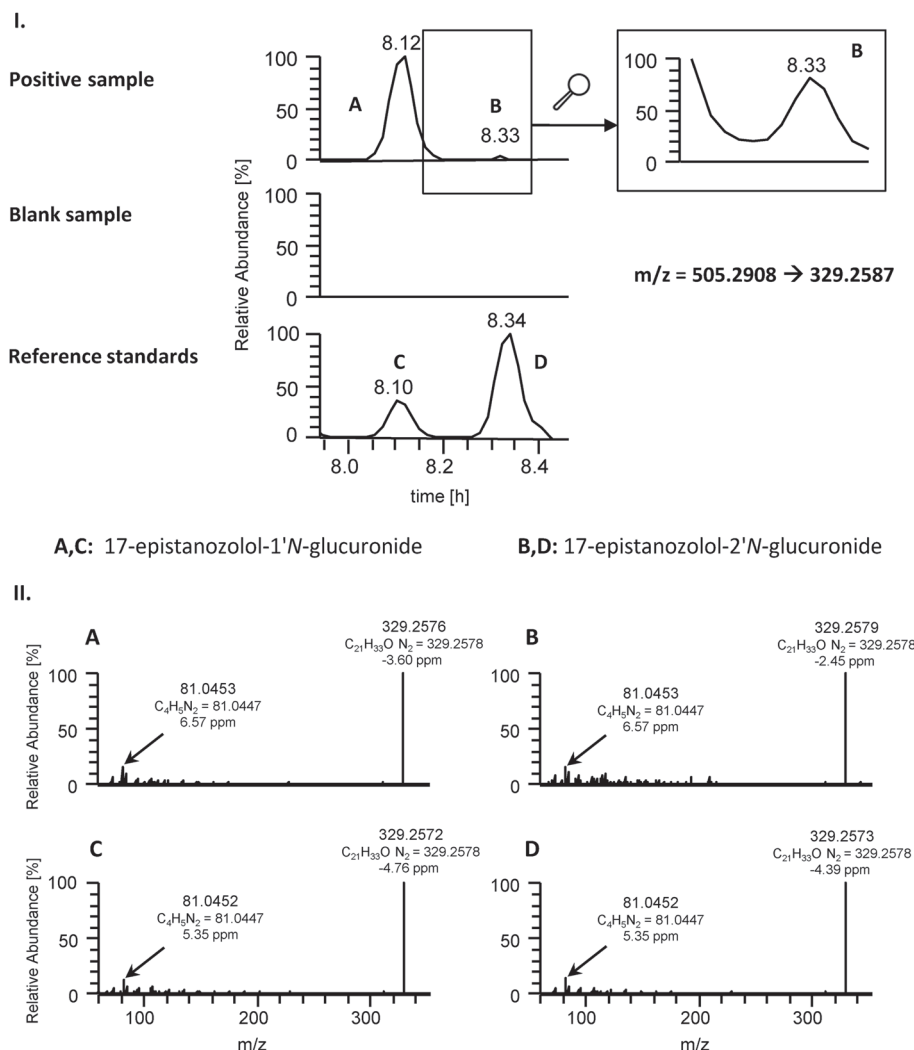 I.
Positive sample
Relative Abundance [%]
100
50
0
8.12
A
B
8.33
B
8.33
100
50
0
Blank sample
100
50
0
m/z = 505.2908 → 329.2587
Reference standards
100
50
0
C
8.10
8.34
D
8.0
8.2
8.4
time [h]
A,C: 17-epistanozolol-1'N-glucuronide
B,D: 17-epistanozolol-2'N-glucuronide
II.
A
Relative Abundance [%]
100
50
0
329.2576
C₂₁H₃₃O N₂ = 329.2578
-3.60 ppm
81.0453
C₄H₅N₂ = 81.0447
6.57 ppm
B
100
50
0
329.2579
C₂₁H₃₃O N₂ = 329.2578
-2.45 ppm
81.0453
C₄H₅N₂ = 81.0447
6.57 ppm
C
Relative Abundance [%]
100
50
0
329.2572
C₂₁H₃₃O N₂ = 329.2578
-4.76 ppm
81.0452
C₄H₅N₂ = 81.0447
5.35 ppm
100
200
300
m/z
D
100
50
0
329.2573
C₂₁H₃₃O N₂ = 329.2578
-4.39 ppm
81.0452
C₄H₅N₂ = 81.0447
5.35 ppm
100
200
300
m/z